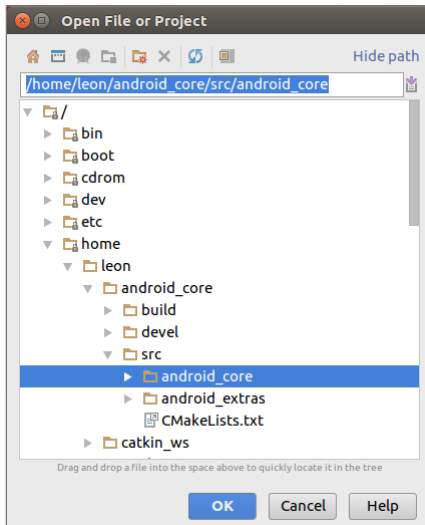 Open File or Project
Hide path
/home/leon/android_core/src/android_core
/
bin
boot
cdrom
dev
etc
home
leon
android_core
build
devel
src
android_core
android_extras
CMakeLists.txt
catkin_ws
Drag and drop a file into the space above to quickly locate it in the tree
OK Cancel Help